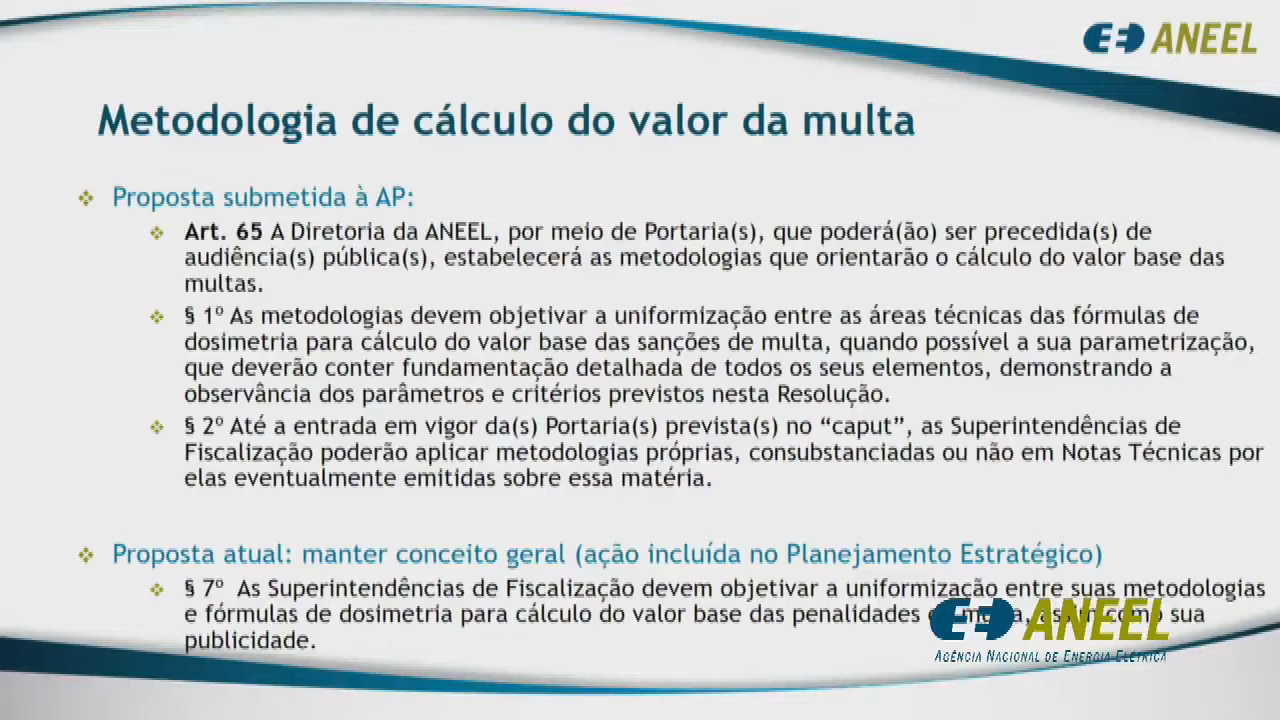 ANEEL
Metodologia de cálculo do valor da multa
Proposta submetida à AP:
Art. 65 A Diretoria da ANEEL, por meio de Portaria(s), que poderá(ão) ser precedida(s) de
audiência(s) pública(s), estabelecerá as metodologias que orientarão o cálculo do valor base das
multas.
§ 1º As metodologias devem objetivar a uniformização entre as áreas técnicas das fórmulas de
dosimetria para cálculo do valor base das sanções de multa, quando possível a sua parametrização,
que deverão conter fundamentação detalhada de todos os seus elementos, demonstrando a
observância dos parâmetros e critérios previstos nesta Resolução.
§ 2º Até a entrada em vigor da(s) Portaria(s) prevista(s) no “caput”, as Superintendências de
Fiscalização poderão aplicar metodologias próprias, consubstanciadas ou não em Notas Técnicas por
elas eventualmente emitidas sobre essa matéria.
Proposta atual: manter conceito geral (ação incluída no Planejamento Estratégico)
§ 7º As Superintendências de Fiscalização devem objetivar a uniformização entre suas metodologias
e fórmulas de dosimetria para cálculo do valor base das penalidades sua
publicidade.
ANEEL
AGÊNCIA NACIONAL DE ENERGIA ELÉTRICA